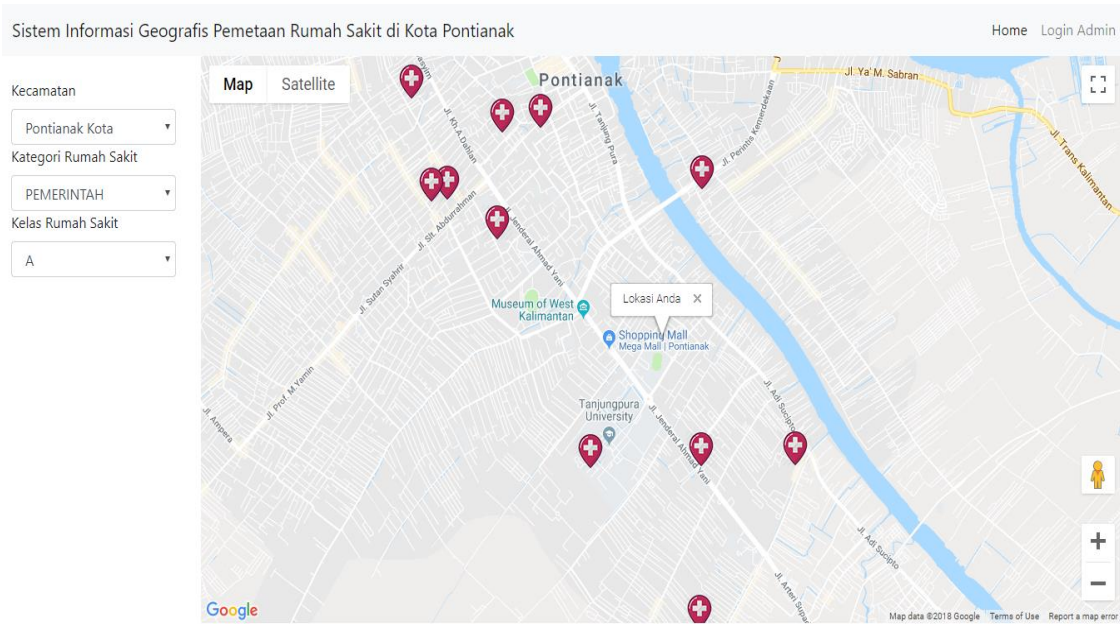 Sistem Informasi Geografis Pemetaan Rumah Sakit di Kota Pontianak
Home Login Admin
Kecamatan
Pontianak Kota
Kategori Rumah Sakit
PEMERINTAH
Kelas Rumah Sakit
A
Map Satellite
Pontianak
Jl. Ya' M. Sabran
Jl. Trans Kalimantan
Jl. Kh.A.Dahlan
Jl. Tanjung Pura
Jl. Perintis Kemerdekaan
Jl. Slt. Abdurrahman
Jl. Jenderal Ahmad Yani
Jl. Sutan Syahrir
Museum of West
Kalimantan
Lokasi Anda ×
Shopping Mall
Mega Mall | Pontianak
Jl. Prof. M.Yamin
Jl. Ampera
Tanjungpura
University
Jl. Jenderal Ahmad Yani
Jl. Adi Sucipto
Jl. Adi Sucipto
Google
Map data ©2018 Google Terms of Use Report a map error